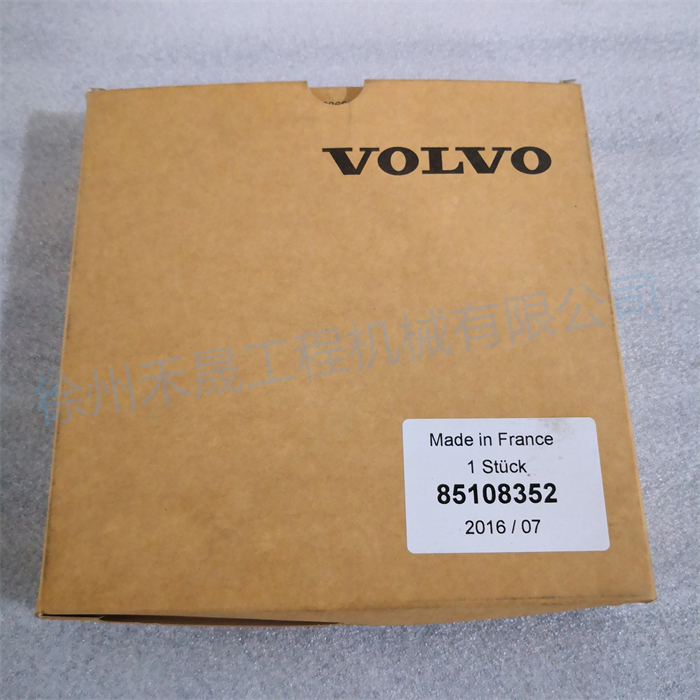 VOLVO
徐州禾晟工程机械有限公司
Made in France
1 Stück
85108352
2016 / 07